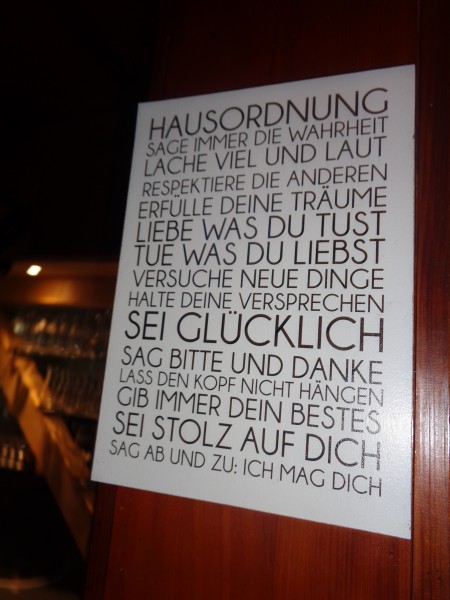 HAUSORDNUNG
SAGE IMMER DIE WAHRHEIT
LACHE VIEL UND LAUT
RESPEKTIERE DIE ANDEREN
ERFÜLLE DEINE TRÄUME
LIEBE WAS DU TUST
TUE WAS DU LIEBST
VERSUCHE NEUE DINGE
HALTE DEINE VERSPRECHEN
SEI GLÜCKLICH
SAG BITTE UND DANKE
LASS DEN KOPF NICHT HÄNGEN
GIB IMMER DEIN BESTES
SEI STOLZ AUF DICH
SAG AB UND ZU: ICH MAG DICH